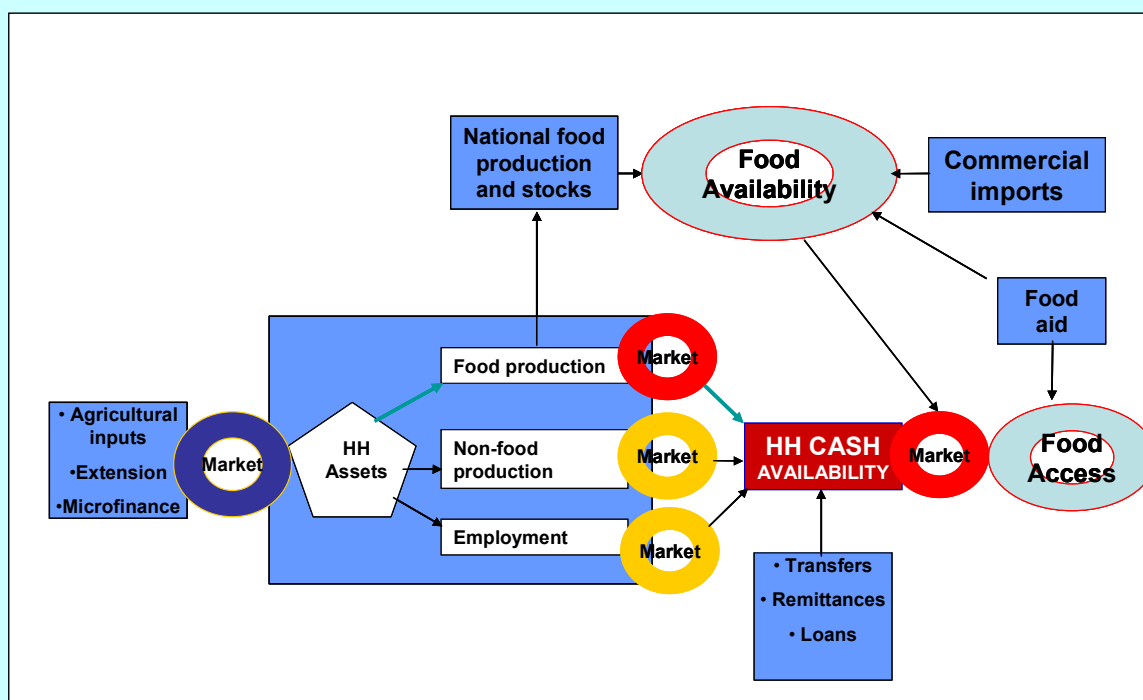 National food
production
and stocks
Food
Availability
Commercial
imports
Food
aid
Food production
Market
• Agricultural
inputs
•Extension
•Microfinance
Market
HH
Assets
Non-food
production
Market
HH CASH
AVAILABILITY
Market
Food
Access
Employment
Market
• Transfers
• Remittances
• Loans